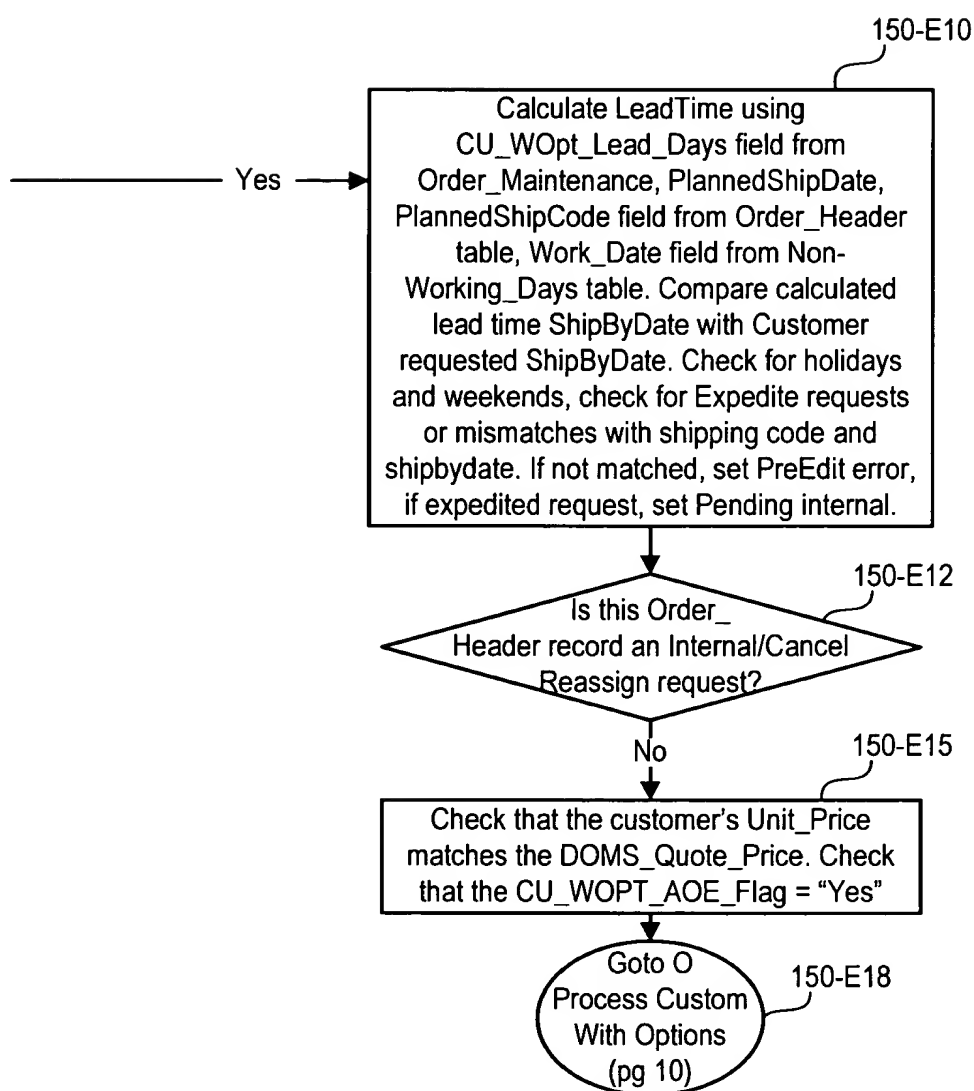 150-E10
Calculate LeadTime using
CU_WOpt_Lead_Days field from
Order_Maintenance, PlannedShipDate,
PlannedShipCode field from Order_Header
table, Work_Date field from Non-
Working_Days table. Compare calculated
lead time ShipByDate with Customer
requested ShipByDate. Check for holidays
and weekends, check for Expedite requests
or mismatches with shipping code and
shipbydate. If not matched, set PreEdit error,
if expedited request, set Pending internal.
Yes
150-E12
Is this Order_
Header record an Internal/Cancel
Reassign request?
No
150-E15
Check that the customer's Unit_Price
matches the DOMS_Quote_Price. Check
that the CU_WOPT_AOE_Flag = “Yes”
Goto O
Process Custom
With Options
(pg 10)
150-E18